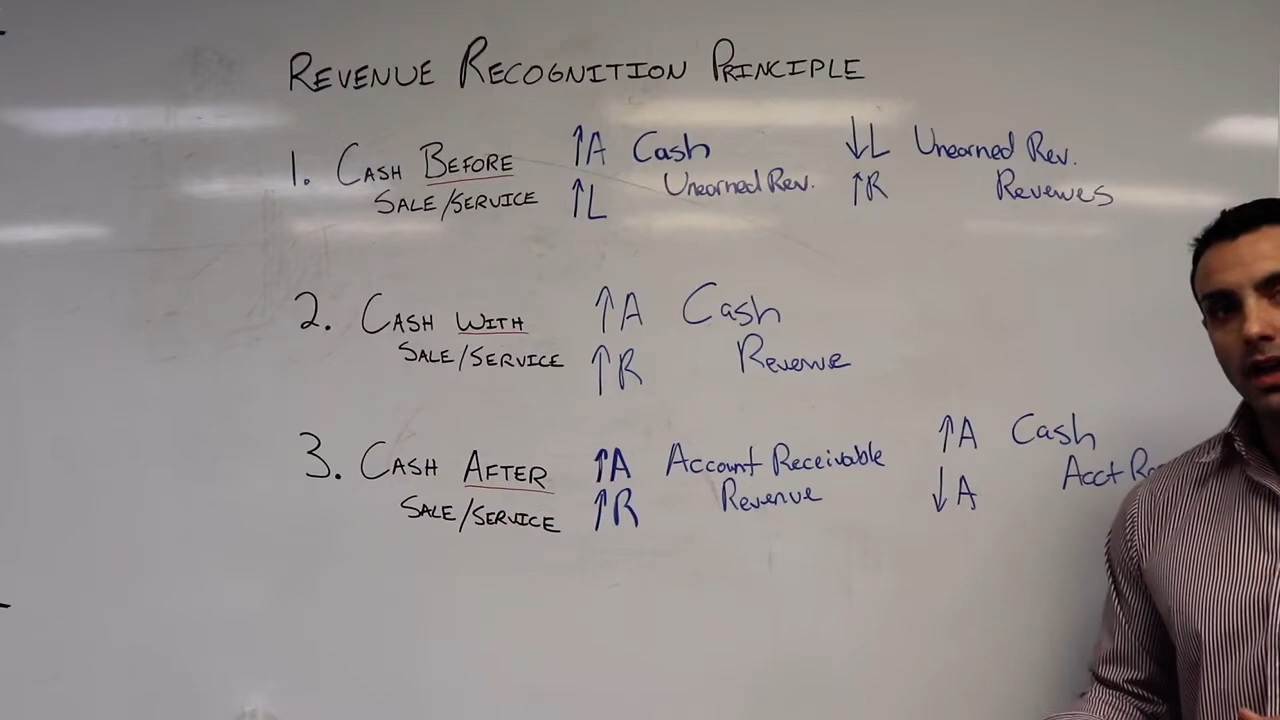 REVENUE RECOGNITION PRINCIPLE
1. CASH BEFORE ↑A Cash ↓L Unearned Rev.
SALE/SERVICE ↑L Unearned Rev. ↑R Revenues
2. CASH WITH ↑A Cash
SALE/SERVICE ↑R Revenue
3. CASH AFTER ↑A Account Receivable ↑A Cash
SALE/SERVICE ↑R Revenue ↓A Acct